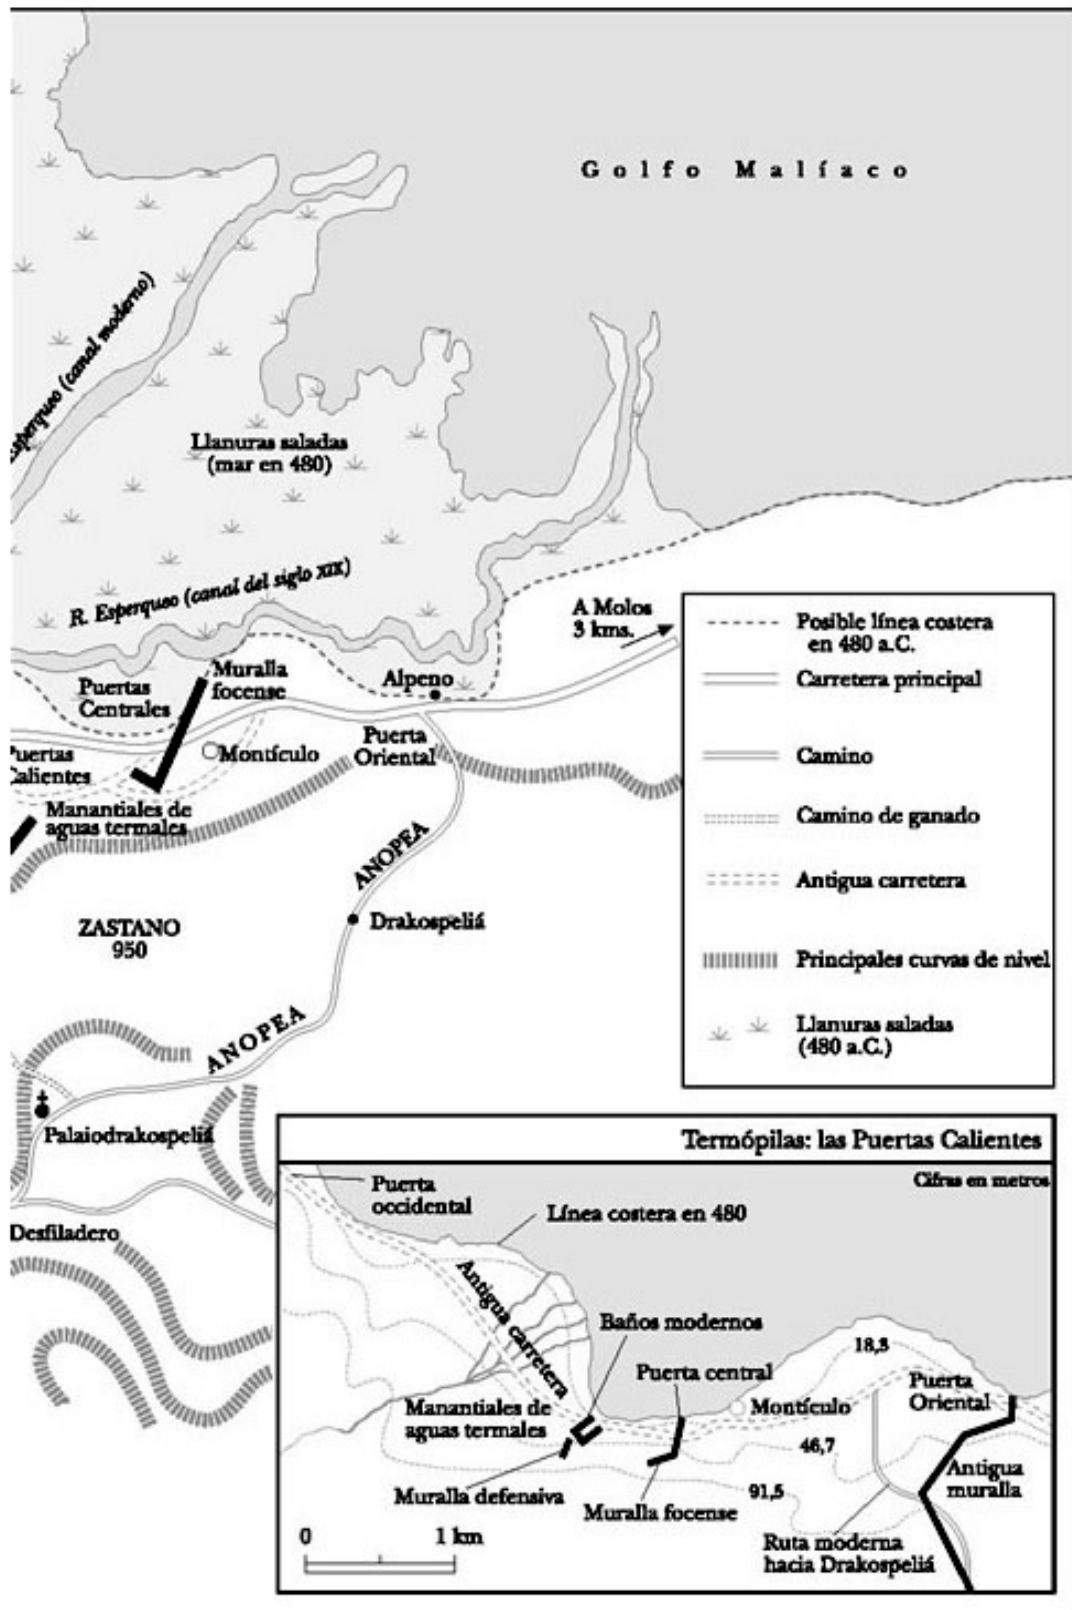 Golfo Malíaco
Esperqueo (canal moderno)
Llanuras saladas
(mar en 480)
R. Esperqueo (canal del siglo XIX)
A Molos
3 kms.
Muralla
focense
Puertas
Centrales
Alpeno
Montículo
Puerta
Oriental
Puertas
Calientes
Manantiales de
aguas termales
ANOPEA
Drakospeliá
ZASTANO
950
ANOPEA
Palaiodrakospeliá
Desfiladero
Posible línea costera
en 480 a.C.
Carretera principal
Camino
Camino de ganado
Antigua carretera
Principales curvas de nivel
Llanuras saladas
(480 a.C.)
Termópilas: las Puertas Calientes
Cifras en metros
Puerta
occidental
Línea costera en 480
Antigua carretera
Baños modernos
Puerta central
18,3
Manantiales de
aguas termales
Montículo
Puerta
Oriental
46,7
Muralla defensiva
91,5
Muralla focense
Antigua
muralla
0 1 km
Ruta moderna
hacia Drakospeliá